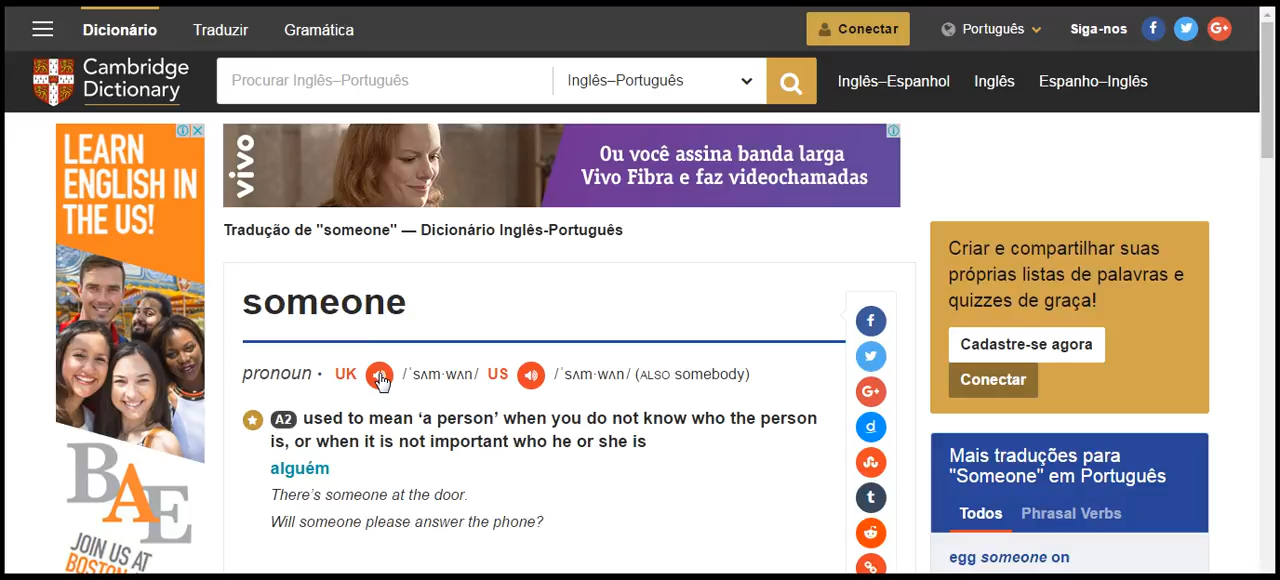 Dicionário Traduzir Gramática Conectar Português Siga-nos
Cambridge Dictionary Procurar Inglês–Português Inglês–Português Inglês–Espanhol Inglês Espanho–Inglês
LEARN
ENGLISH IN
THE US!
BAE
JOIN US AT
vivo
Ou você assina banda larga
Vivo Fibra e faz videochamadas
Tradução de "someone" — Dicionário Inglês-Português
someone
pronoun · UK /ˈsʌm·wʌn/ US /ˈsʌm·wʌn/ (ALSO somebody)
A2 used to mean ‘a person’ when you do not know who the person
is, or when it is not important who he or she is
alguém
There’s someone at the door.
Will someone please answer the phone?
Criar e compartilhar suas
próprias listas de palavras e
quizzes de graça!
Cadastre-se agora
Conectar
Mais traduções para
"Someone" em Português
Todos Phrasal Verbs
egg someone on